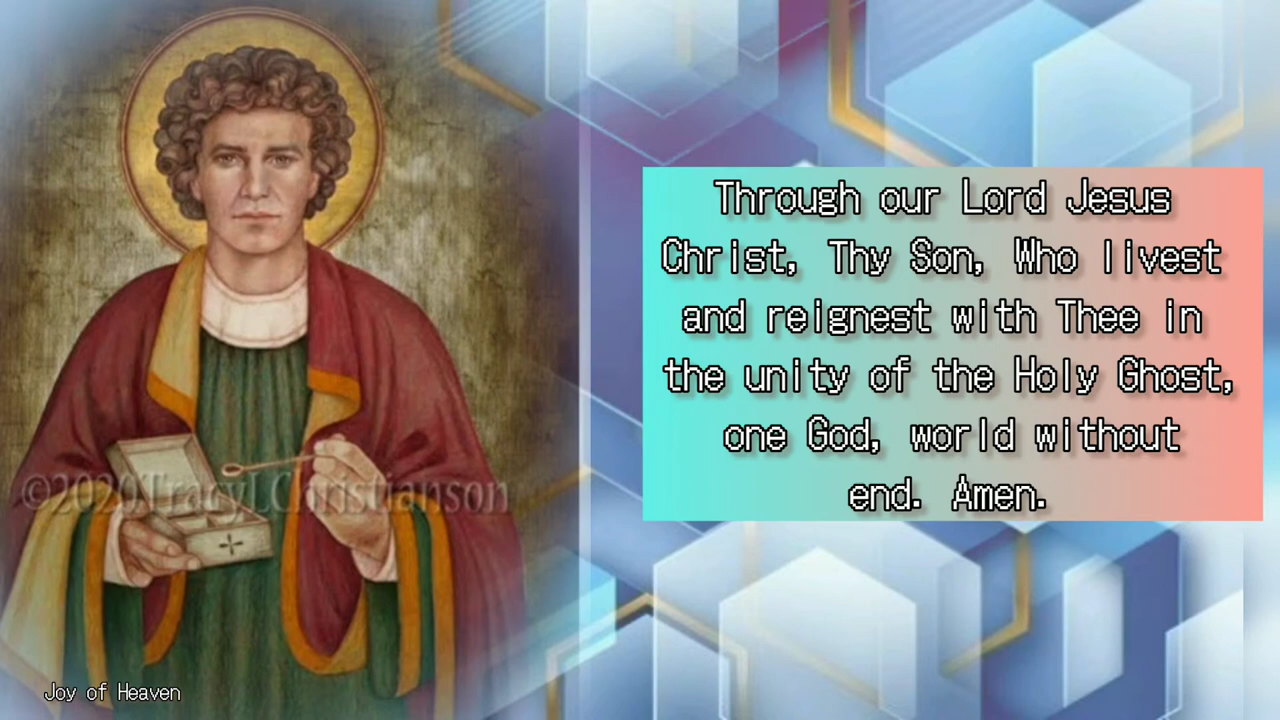 Through our Lord Jesus
Christ, Thy Son, Who livest
and reignest with Thee in
the unity of the Holy Ghost,
one God, world without
end. Amen.
©2020TracyLChristianson
Joy of Heaven